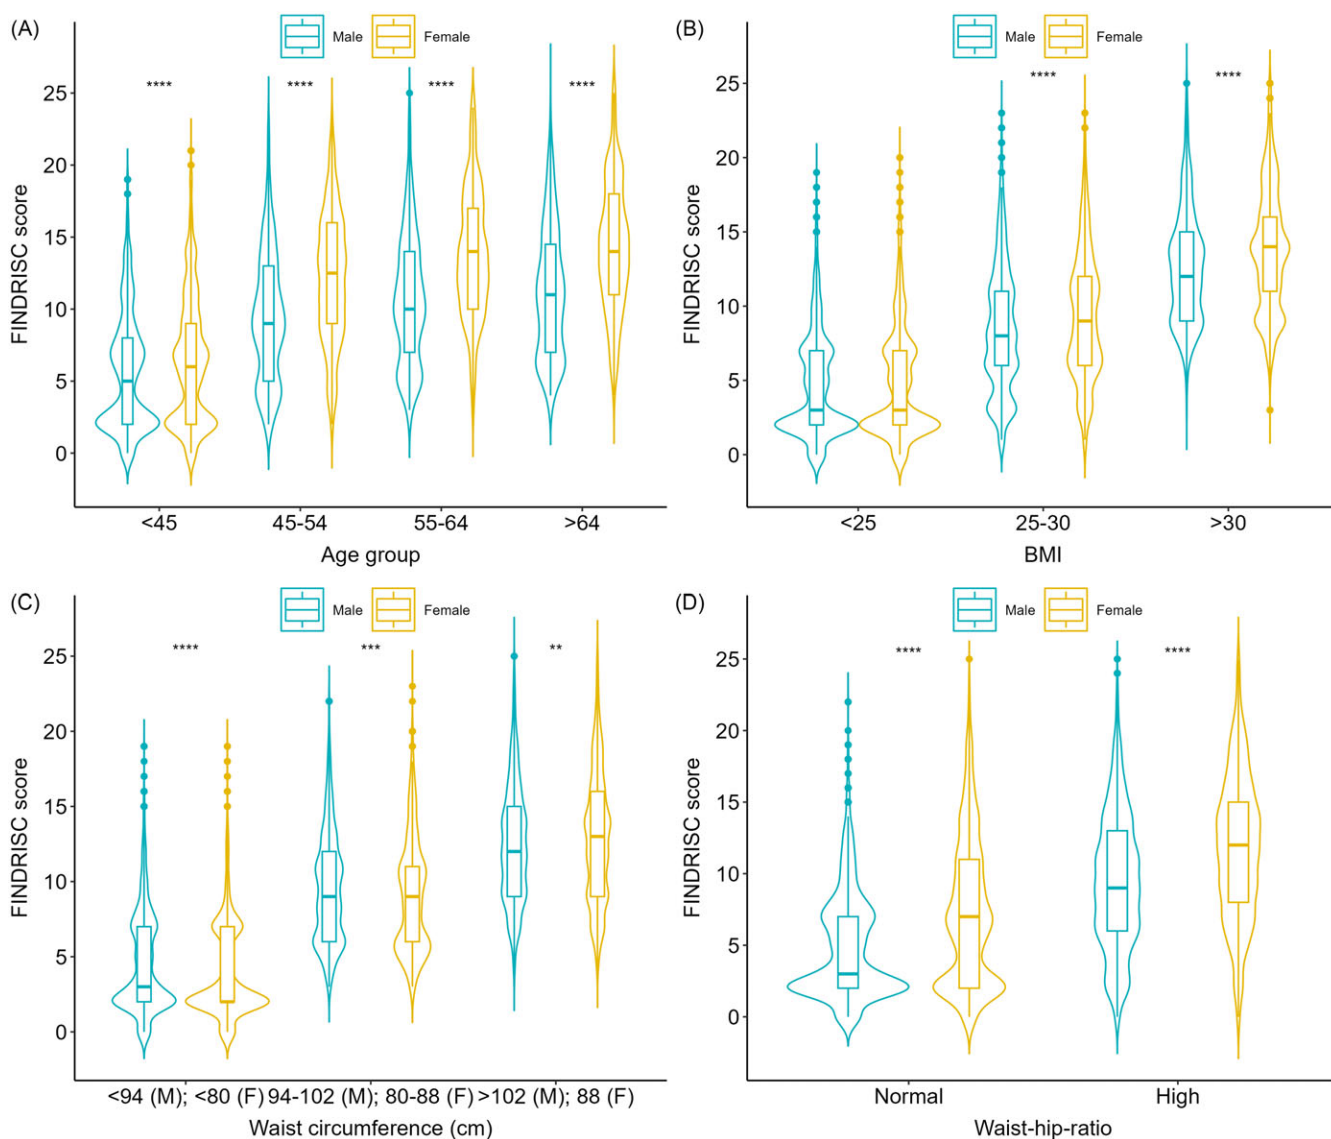 (A)
Male Female
**** **** **** ****
FINDRISC score
25
20
15
10
5
0
<45 45-54 55-64 >64
Age group
(B)
Male Female
**** ****
FINDRISC score
25
20
15
10
5
0
<25 25-30 >30
BMI
(C)
Male Female
**** *** **
FINDRISC score
25
20
15
10
5
0
<94 (M); <80 (F) 94-102 (M); 80-88 (F) >102 (M); 88 (F)
Waist circumference (cm)
(D)
Male Female
**** ****
FINDRISC score
25
20
15
10
5
0
Normal High
Waist-hip-ratio